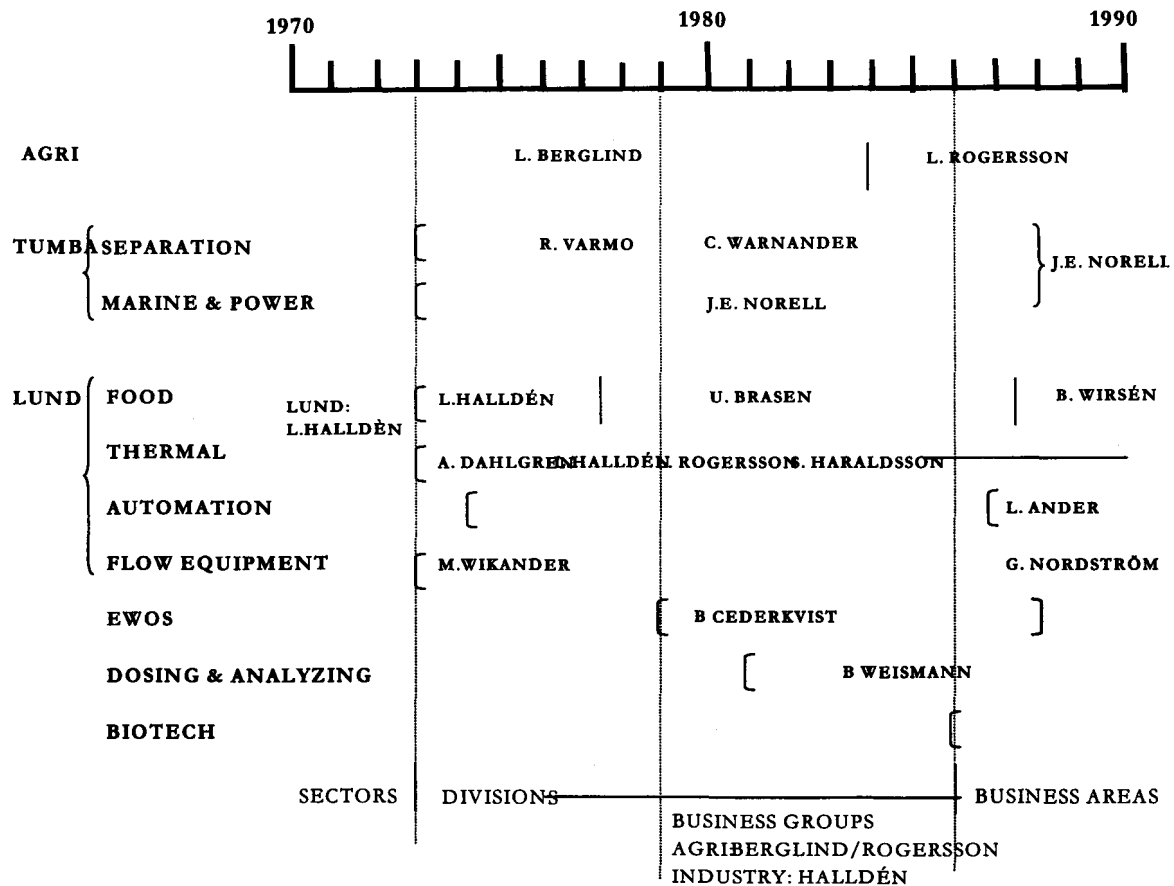 1970 1980 1990
AGRI L. BERGLIND L. ROGERSSON
TUMBA SEPARATION R. VARMO C. WARNANDER J.E. NORELL
MARINE & POWER J.E. NORELL
LUND FOOD LUND: L.HALLDÈN L.HALLDÉN U. BRASEN B. WIRSÉN
THERMAL A. DAHLGREN HALLDÉN ROGERSSON S. HARALDSSON
AUTOMATION L. ANDER
FLOW EQUIPMENT M.WIKANDER G. NORDSTRÖM
EWOS B CEDERKVIST
DOSING & ANALYZING B WEISMANN
BIOTECH
SECTORS DIVISIONS BUSINESS AREAS
BUSINESS GROUPS
AGRIBERGLIND/ROGERSSON
INDUSTRY: HALLDÉN